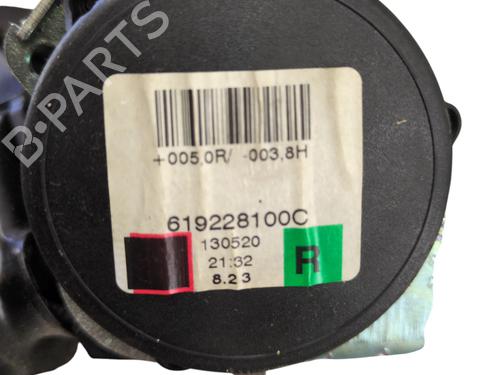 B-PARTS
+005,0R/ -003,8H
619228100C
130520
21:32
8.23
R